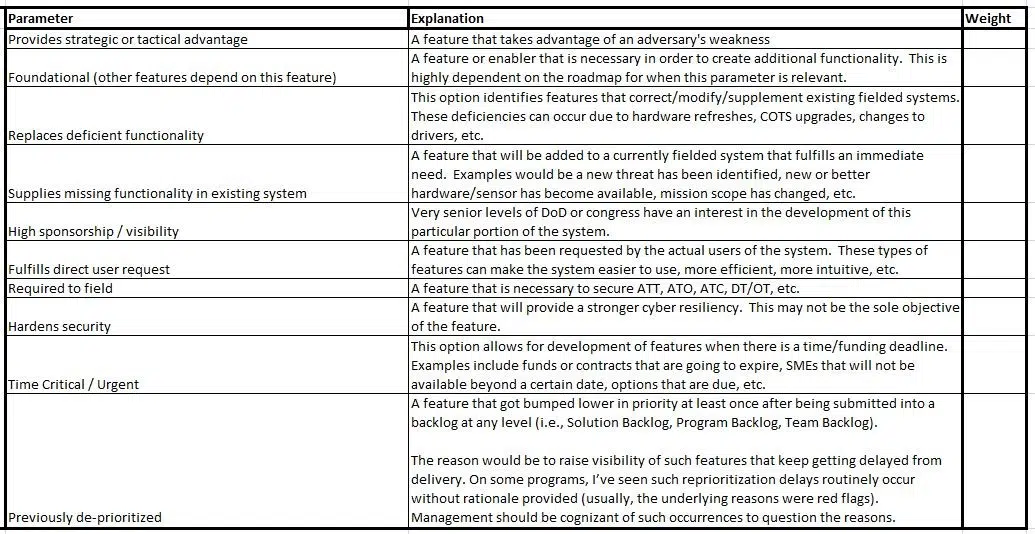 Parameter Explanation Weight
Provides strategic or tactical advantage A feature that takes advantage of an adversary's weakness
A feature or enabler that is necessary in order to create additional functionality. This is
Foundational (other features depend on this feature) highly dependent on the roadmap for when this parameter is relevant.
This option identifies features that correct/modify/supplement existing fielded systems.
These deficiencies can occur due to hardware refreshes, COTS upgrades, changes to
Replaces deficient functionality drivers, etc.
A feature that will be added to a currently fielded system that fulfills an immediate
need. Examples would be a new threat has been identified, new or better
Supplies missing functionality in existing system hardware/sensor has become available, mission scope has changed, etc.
Very senior levels of DoD or congress have an interest in the development of this
High sponsorship / visibility particular portion of the system.
A feature that has been requested by the actual users of the system. These types of
Fulfills direct user request features can make the system easier to use, more efficient, more intuitive, etc.
Required to field A feature that is necessary to secure ATT, ATO, ATC, DT/OT, etc.
A feature that will provide a stronger cyber resiliency. This may not be the sole objective
Hardens security of the feature.
This option allows for development of features when there is a time/funding deadline.
Examples include funds or contracts that are going to expire, SMEs that will not be
Time Critical / Urgent available beyond a certain date, options that are due, etc.
A feature that got bumped lower in priority at least once after being submitted into a
backlog at any level (i.e., Solution Backlog, Program Backlog, Team Backlog).
The reason would be to raise visibility of such features that keep getting delayed from
delivery. On some programs, I've seen such reprioritization delays routinely occur
without rationale provided (usually, the underlying reasons were red flags).
Previously de-prioritized Management should be cognizant of such occurrences to question the reasons.